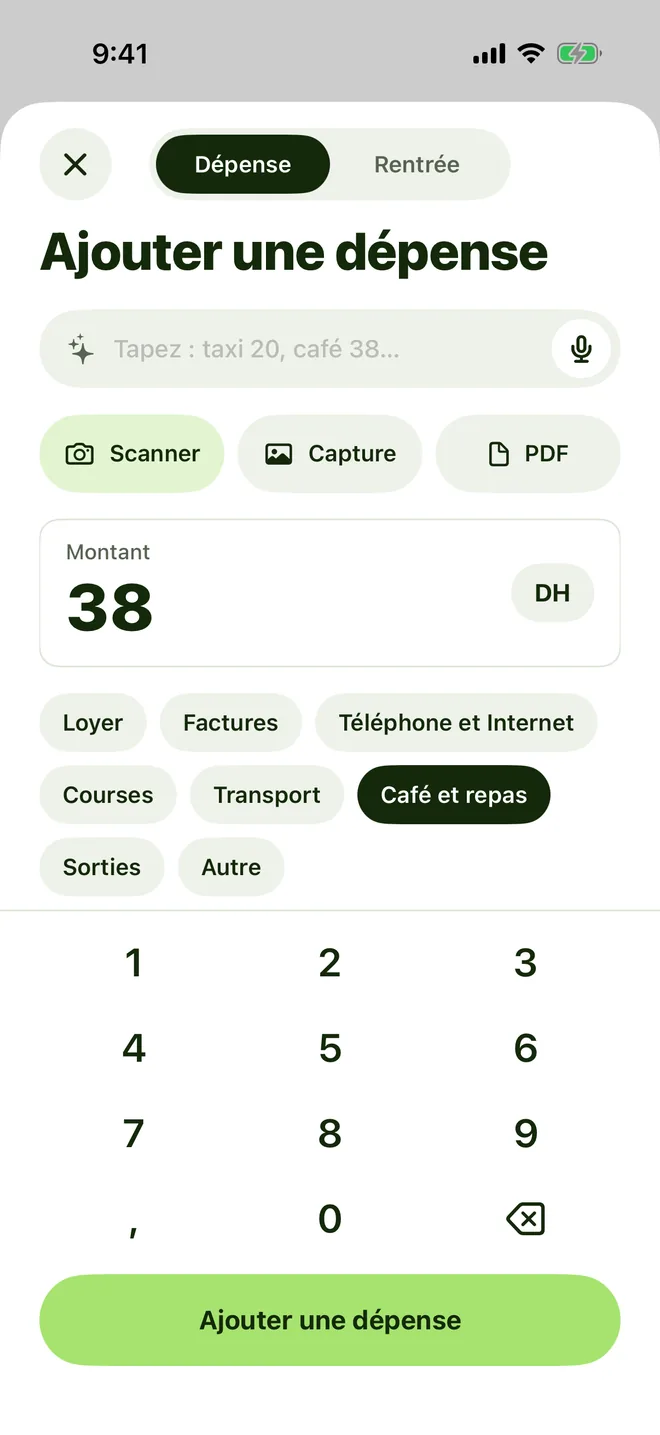 9:41
Dépense Rentrée
Ajouter une dépense
Tapez : taxi 20, café 38...
Scanner Capture PDF
Montant
38
DH
Loyer Factures Téléphone et Internet
Courses Transport Café et repas
Sorties Autre
1 2 3
4 5 6
7 8 9
, 0
Ajouter une dépense